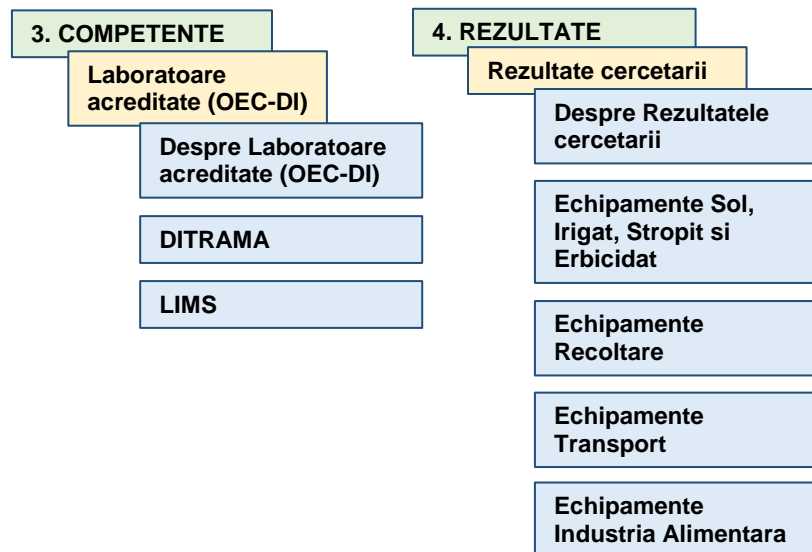 3. COMPETENTE
Laboratoare
acreditate (OEC-DI)
Despre Laboratoare
acreditate (OEC-DI)
DITRAMA
LIMS
4. REZULTATE
Rezultate cercetarii
Despre Rezultatele
cercetarii
Echipamente Sol,
Irigat, Stropit si
Erbicidat
Echipamente
Recoltare
Echipamente
Transport
Echipamente
Industria Alimentara